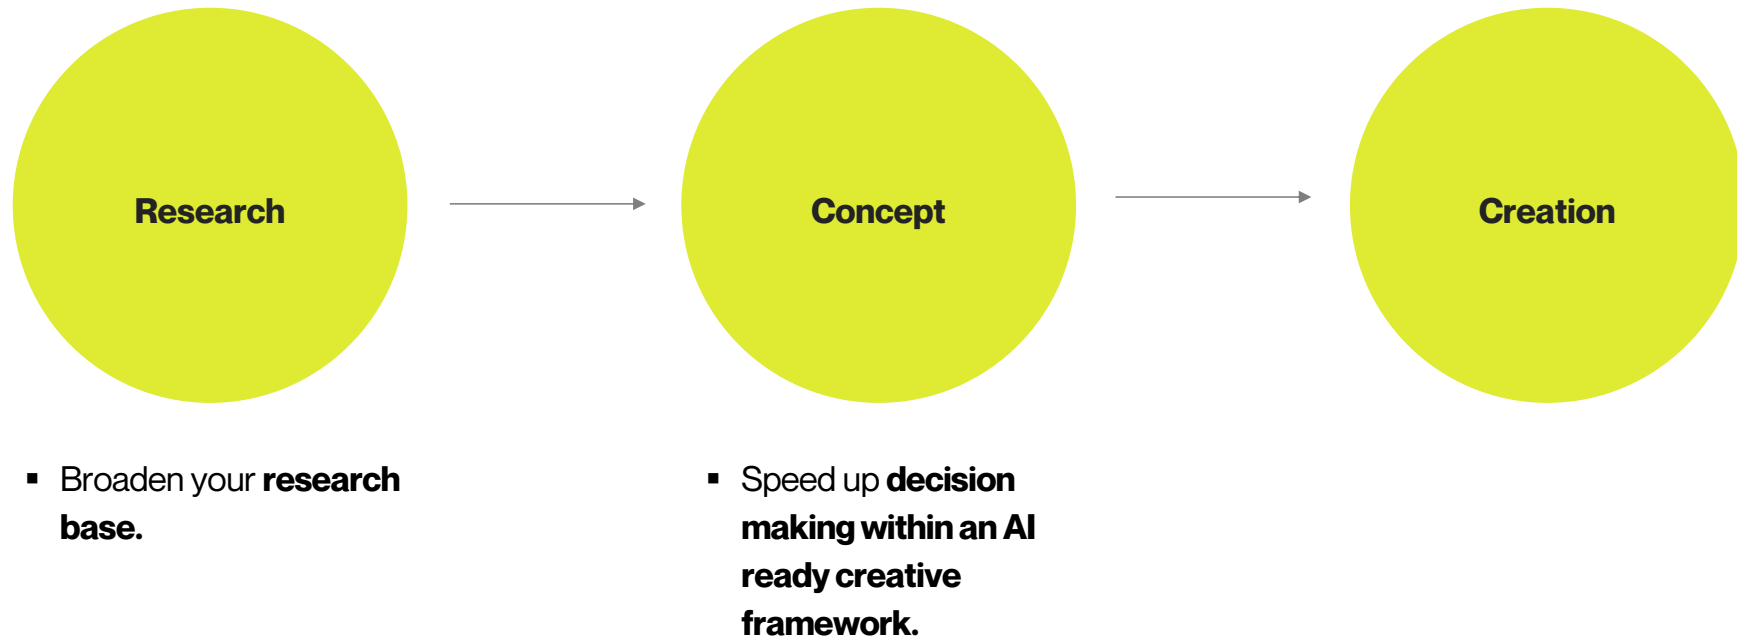 Research
Concept
Creation
▪ Broaden your research
base.
▪ Speed up decision
making within an AI
ready creative
framework.